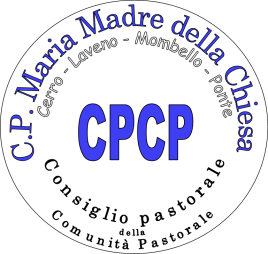 C.P. Maria Madre della Chiesa
Cerro - Laveno - Mombello - Ponte
CPCP
Consiglio pastorale
della
Comunità Pastorale